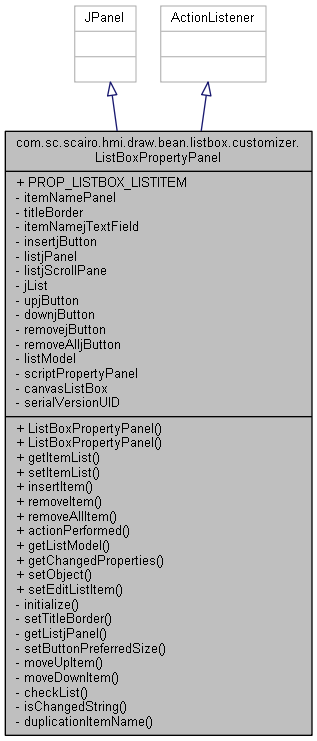 JPanel
ActionListener
com.sc.scairo.hmi.draw.bean.listbox.customizer.
ListBoxPropertyPanel
+ PROP_LISTBOX_LISTITEM
- itemNamePanel
- titleBorder
- itemNamejTextField
- insertjButton
- listjPanel
- listjScrollPane
- jList
- upjButton
- downjButton
- removejButton
- removeAlljButton
- listModel
- scriptPropertyPanel
- canvasListBox
- serialVersionUID
+ ListBoxPropertyPanel()
+ ListBoxPropertyPanel()
+ getItemList()
+ setItemList()
+ insertItem()
+ removeItem()
+ removeAllItem()
+ actionPerformed()
+ getListModel()
+ getChangedProperties()
+ setObject()
+ setEditListItem()
- initialize()
- setTitleBorder()
- getListjPanel()
- setButtonPreferredSize()
- moveUpItem()
- moveDownItem()
- checkList()
- isChangedString()
- duplicationItemName()